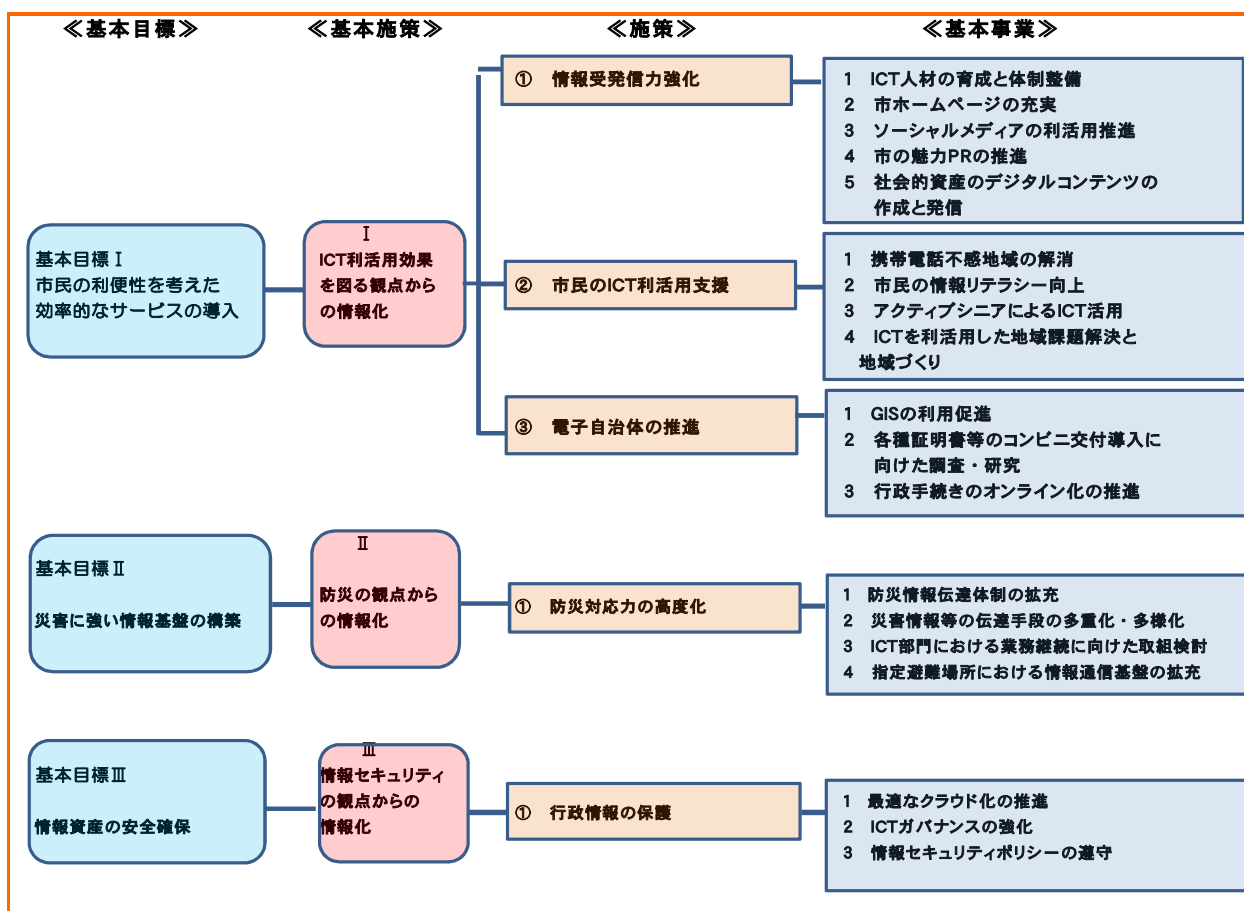 ≪基本目標≫ ≪基本施策≫ ≪施策≫ ≪基本事業≫
基本目標Ⅰ
市民の利便性を考えた
効率的なサービスの導入
Ⅰ
ICT利活用効果
を図る観点から
の情報化
① 情報受発信力強化
1 ICT人材の育成と体制整備
2 市ホームページの充実
3 ソーシャルメディアの利活用推進
4 市の魅力PRの推進
5 社会的資産のデジタルコンテンツの
作成と発信
② 市民のICT利活用支援
1 携帯電話不感地域の解消
2 市民の情報リテラシー向上
3 アクティブシニアによるICT活用
4 ICTを利活用した地域課題解決と
地域づくり
③ 電子自治体の推進
1 GISの利用促進
2 各種証明書等のコンビニ交付導入に
向けた調査・研究
3 行政手続きのオンライン化の推進
基本目標Ⅱ
災害に強い情報基盤の構築
Ⅱ
防災の観点から
の情報化
① 防災対応力の高度化
1 防災情報伝達体制の拡充
2 災害情報等の伝達手段の多重化・多様化
3 ICT部門における業務継続に向けた取組検討
4 指定避難場所における情報通信基盤の拡充
基本目標Ⅲ
情報資産の安全確保
Ⅲ
情報セキュリティ
の観点からの
情報化
① 行政情報の保護
1 最適なクラウド化の推進
2 ICTガバナンスの強化
3 情報セキュリティポリシーの遵守